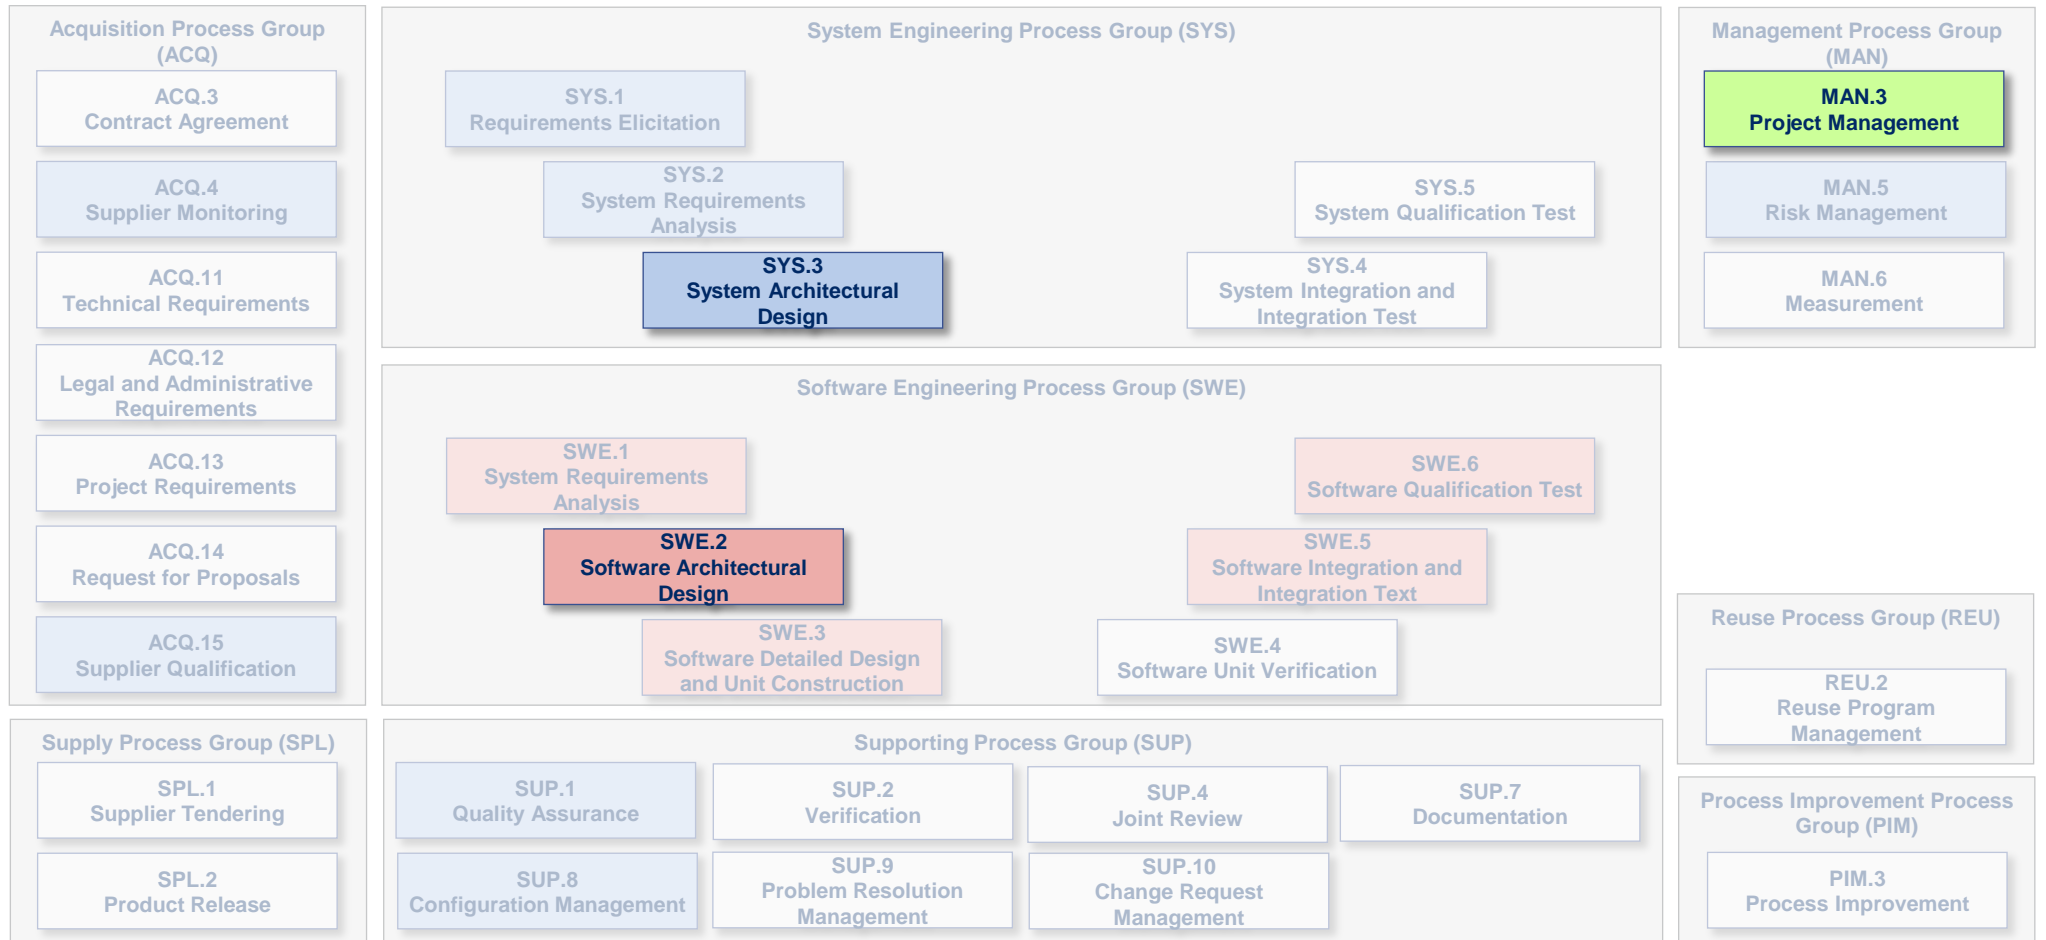 Acquisition Process Group
(ACQ)
ACQ.3
Contract Agreement
ACQ.4
Supplier Monitoring
ACQ.11
Technical Requirements
ACQ.12
Legal and Administrative
Requirements
ACQ.13
Project Requirements
ACQ.14
Request for Proposals
ACQ.15
Supplier Qualification
System Engineering Process Group (SYS)
SYS.1
Requirements Elicitation
SYS.2
System Requirements
Analysis
SYS.3
System Architectural
Design
SYS.5
System Qualification Test
SYS.4
System Integration and
Integration Test
Management Process Group
(MAN)
MAN.3
Project Management
MAN.5
Risk Management
MAN.6
Measurement
Software Engineering Process Group (SWE)
SWE.1
System Requirements
Analysis
SWE.2
Software Architectural
Design
SWE.3
Software Detailed Design
and Unit Construction
SWE.6
Software Qualification Test
SWE.5
Software Integration and
Integration Text
SWE.4
Software Unit Verification
Reuse Process Group (REU)
REU.2
Reuse Program
Management
Supply Process Group (SPL)
SPL.1
Supplier Tendering
SPL.2
Product Release
Supporting Process Group (SUP)
SUP.1
Quality Assurance
SUP.2
Verification
SUP.4
Joint Review
SUP.7
Documentation
SUP.8
Configuration Management
SUP.9
Problem Resolution
Management
SUP.10
Change Request
Management
Process Improvement Process
Group (PIM)
PIM.3
Process Improvement